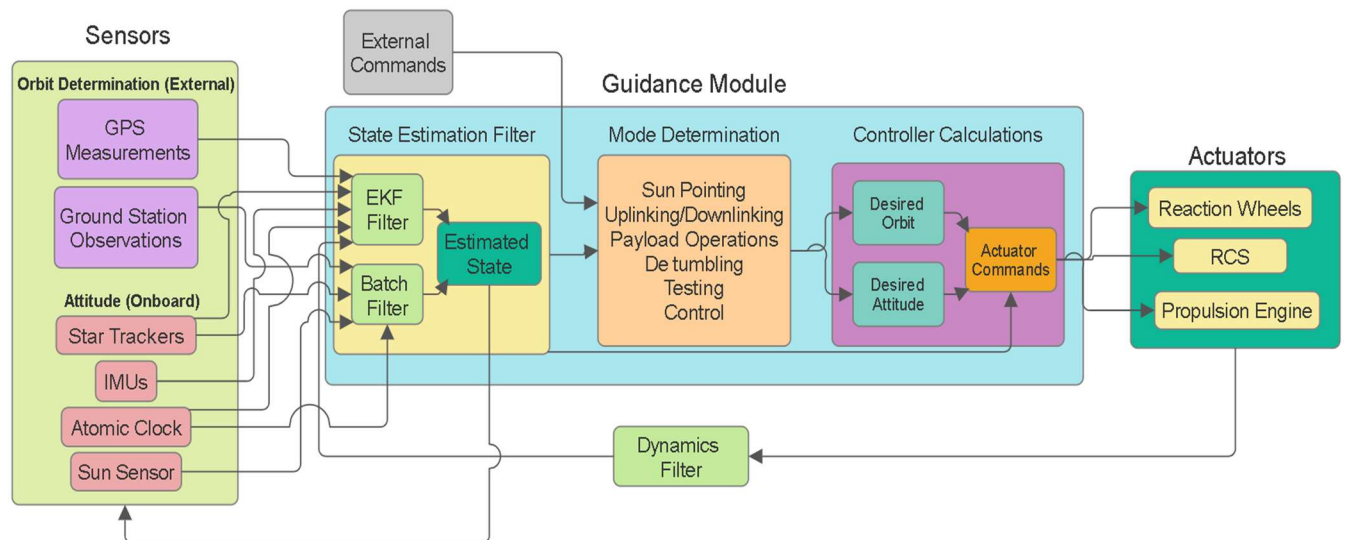 Sensors
Orbit Determination (External)
GPS
Measurements
Ground Station
Observations
Attitude (Onboard)
Star Trackers
IMUs
Atomic Clock
Sun Sensor
External
Commands
Guidance Module
State Estimation Filter
EKF
Filter
Batch
Filter
Estimated
State
Mode Determination
Sun Pointing
Uplinking/Downlinking
Payload Operations
De tumbling
Testing
Control
Controller Calculations
Desired
Orbit
Desired
Attitude
Actuator
Commands
Actuators
Reaction Wheels
RCS
Propulsion Engine
Dynamics
Filter